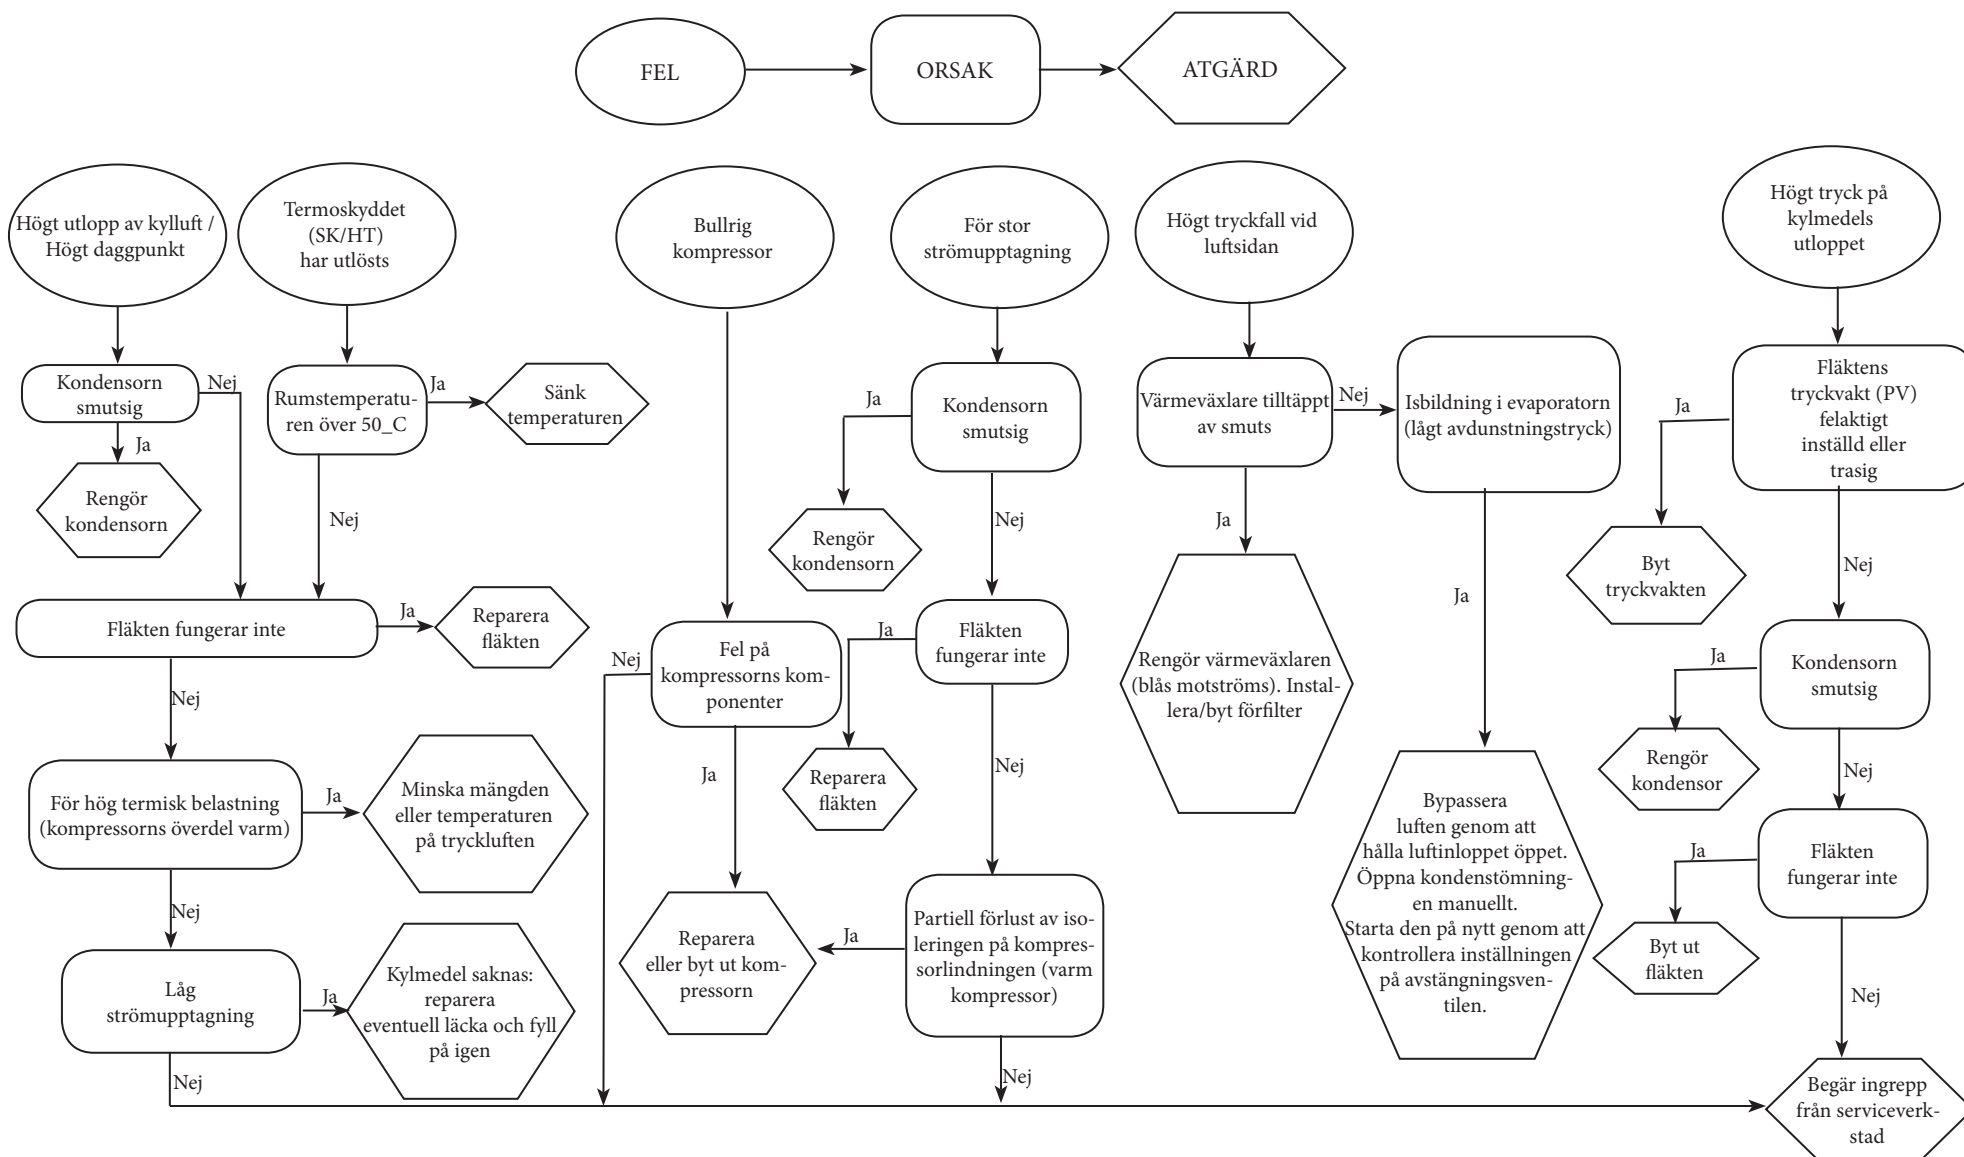 FEL
ORSAK
ATGÄRD
Högt utlopp av kylluft /
Högt daggpunkt
Kondensorn
smutsig
Nej
Ja
Rengör
kondensorn
Termoskyddet
(SK/HT)
har utlösts
Rumstemperatu-
ren över 50_C
Ja
Sänk
temperaturen
Nej
Fläkten fungerar inte
Ja
Reparera
fläkten
Nej
För hög termisk belastning
(kompressorns överdel varm)
Ja
Minska mängden
eller temperaturen
på tryckluften
Nej
Låg
strömupptagning
Ja
Kylmedel saknas:
reparera
eventuell läcka och fyll
på igen
Nej
Bullrig
kompressor
Fel på
kompressorns kom-
ponenter
Nej
Ja
Reparera
eller byt ut kom-
pressorn
För stor
strömupptagning
Kondensorn
smutsig
Ja
Rengör
kondensorn
Nej
Fläkten
fungerar inte
Ja
Reparera
fläkten
Nej
Partiell förlust av iso-
leringen på kompres-
sorlindningen (varm
kompressor)
Ja
Nej
Högt tryckfall vid
luftsidan
Värmeväxlare tilltäppt
av smuts
Nej
Ja
Rengör värmeväxlaren
(blås motströms). Instal-
lera/byt förfilter
Isbildning i evaporatorn
(lågt avdunstningstryck)
Ja
Bypassera
luften genom att
hålla luftinloppet öppet.
Öppna kondenstömning-
en manuellt.
Starta den på nytt genom att
kontrollera inställningen
på avstängningsven-
tilen.
Högt tryck på
kylmedels
utloppet
Fläktens
tryckvakt (PV)
felaktigt
inställd eller
trasig
Ja
Byt
tryckvakten
Nej
Kondensorn
smutsig
Ja
Rengör
kondensor
Nej
Fläkten
fungerar inte
Ja
Byt ut
fläkten
Nej
Begär ingrepp
från serviceverk-
stad